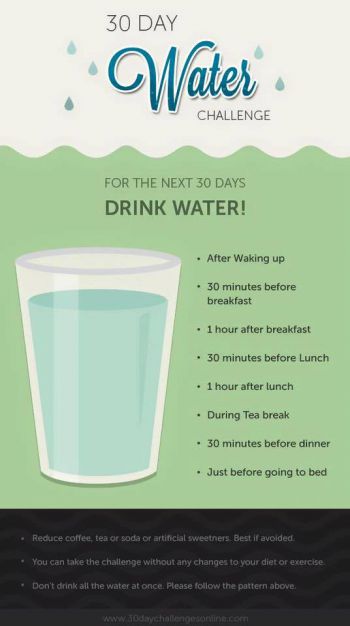 30 DAY
Water
CHALLENGE
FOR THE NEXT 30 DAYS
DRINK WATER!
• After Waking up
• 30 minutes before
breakfast
• 1 hour after breakfast
• 30 minutes before Lunch
• 1 hour after lunch
• During Tea break
• 30 minutes before dinner
• Just before going to bed
• Reduce coffee, tea or soda or artificial sweetners. Best if avoided.
• You can take the challenge without any changes to your diet or exercise.
• Don't drink all the water at once. Please follow the pattern above.
www.30daychallengesonline.com